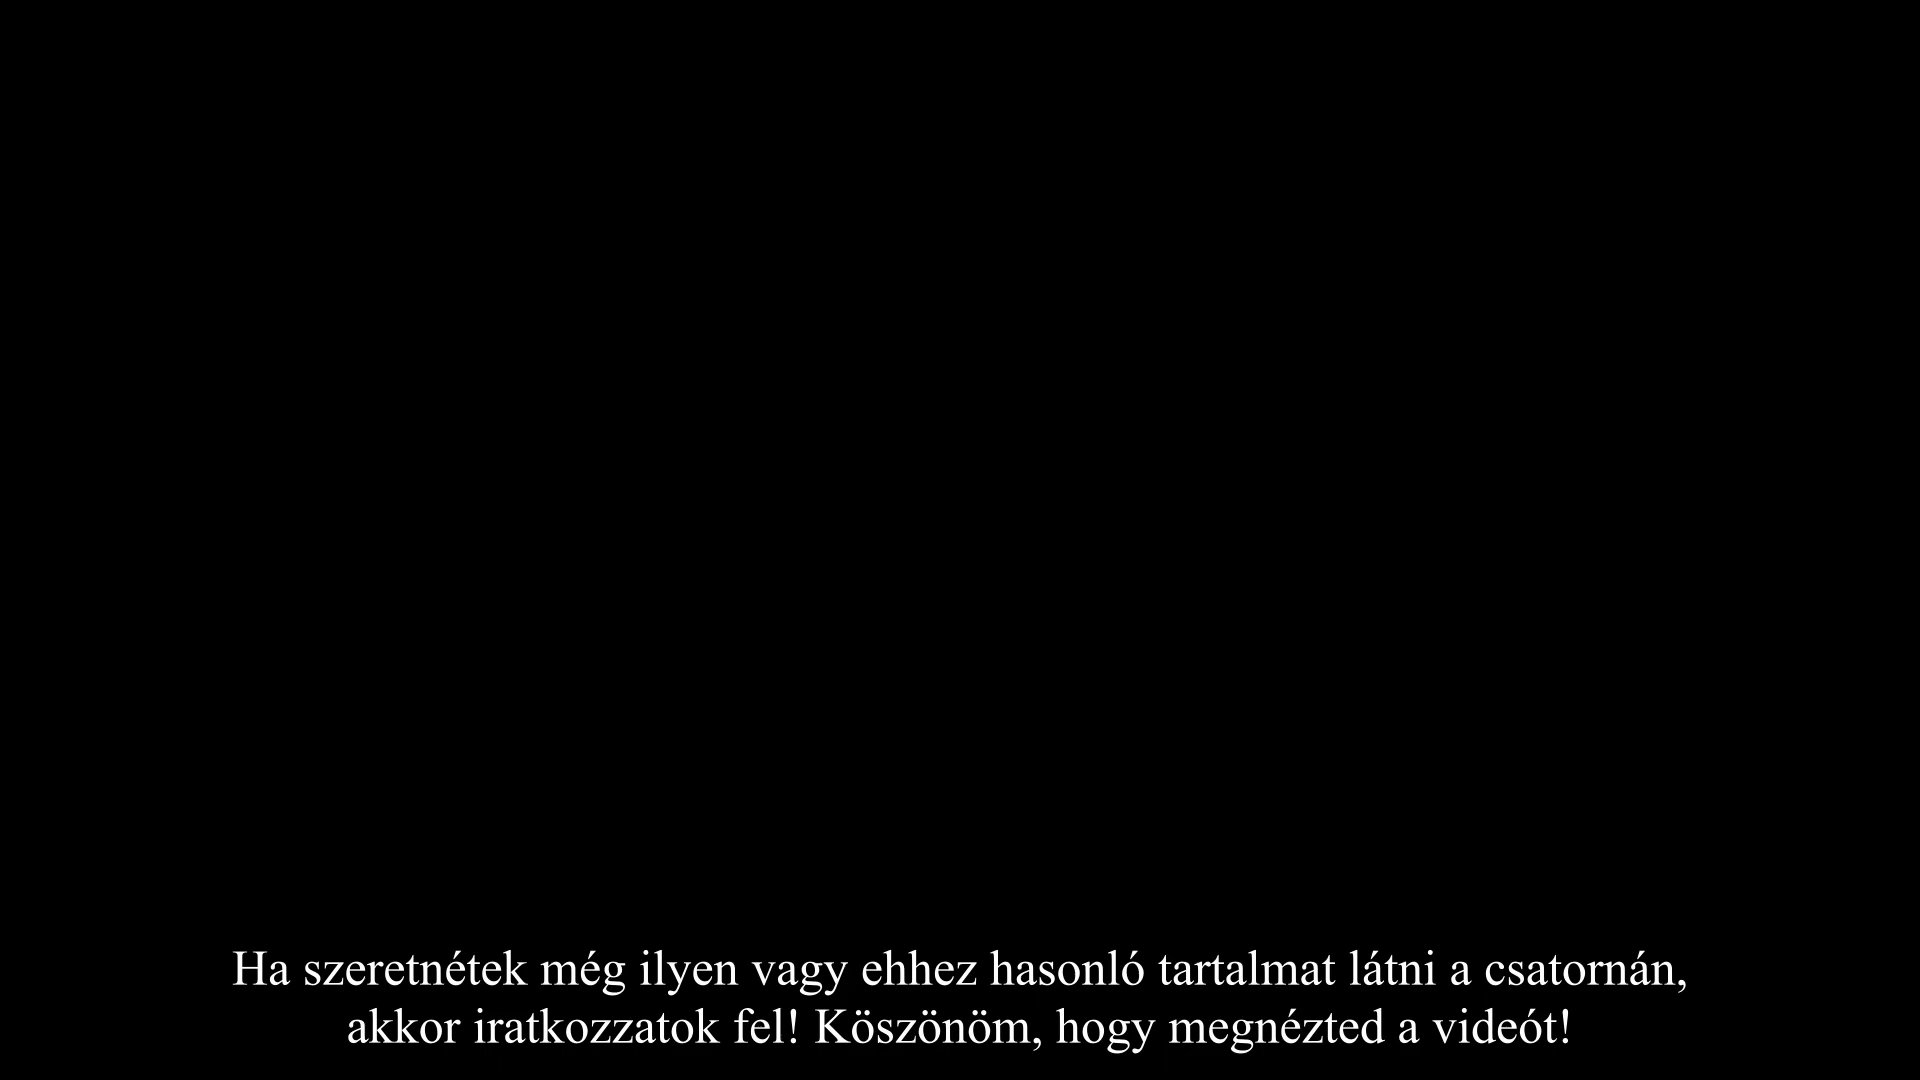 Ha szeretnétek még ilyen vagy ehhez hasonló tartalmat látni a csatornán,
akkor iratkozzatok fel! Köszönöm, hogy megnézted a videót!